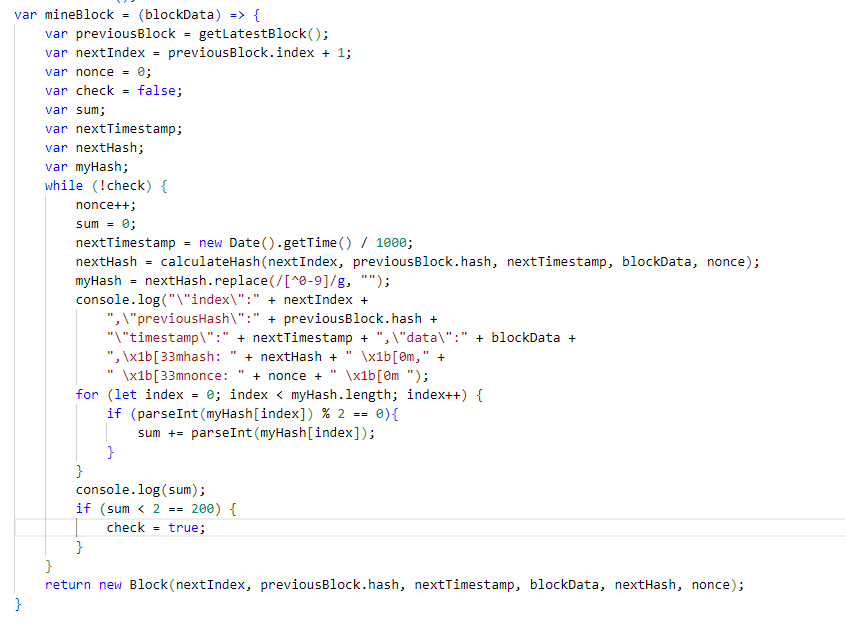 var mineBlock = (blockData) => {
    var previousBlock = getLatestBlock();
    var nextIndex = previousBlock.index + 1;
    var nonce = 0;
    var check = false;
    var sum;
    var nextTimestamp;
    var nextHash;
    var myHash;
    while (!check) {
        nonce++;
        sum = 0;
        nextTimestamp = new Date().getTime() / 1000;
        nextHash = calculateHash(nextIndex, previousBlock.hash, nextTimestamp, blockData, nonce);
        myHash = nextHash.replace(/[^0-9]/g, "");
        console.log("\"index\":" + nextIndex +
            ",\"previousHash\":" + previousBlock.hash +
            "\"timestamp\":" + nextTimestamp + ",\"data\":" + blockData +
            ",\x1b[33mhash: " + nextHash + " \x1b[0m," +
            " \x1b[33mnonce: " + nonce + " \x1b[0m ");
        for (let index = 0; index < myHash.length; index++) {
            if (parseInt(myHash[index]) % 2 == 0){
                sum += parseInt(myHash[index]);
            }
        }
        console.log(sum);
        if (sum < 2 == 200) {
            check = true;
        }
    }
    return new Block(nextIndex, previousBlock.hash, nextTimestamp, blockData, nextHash, nonce);
}